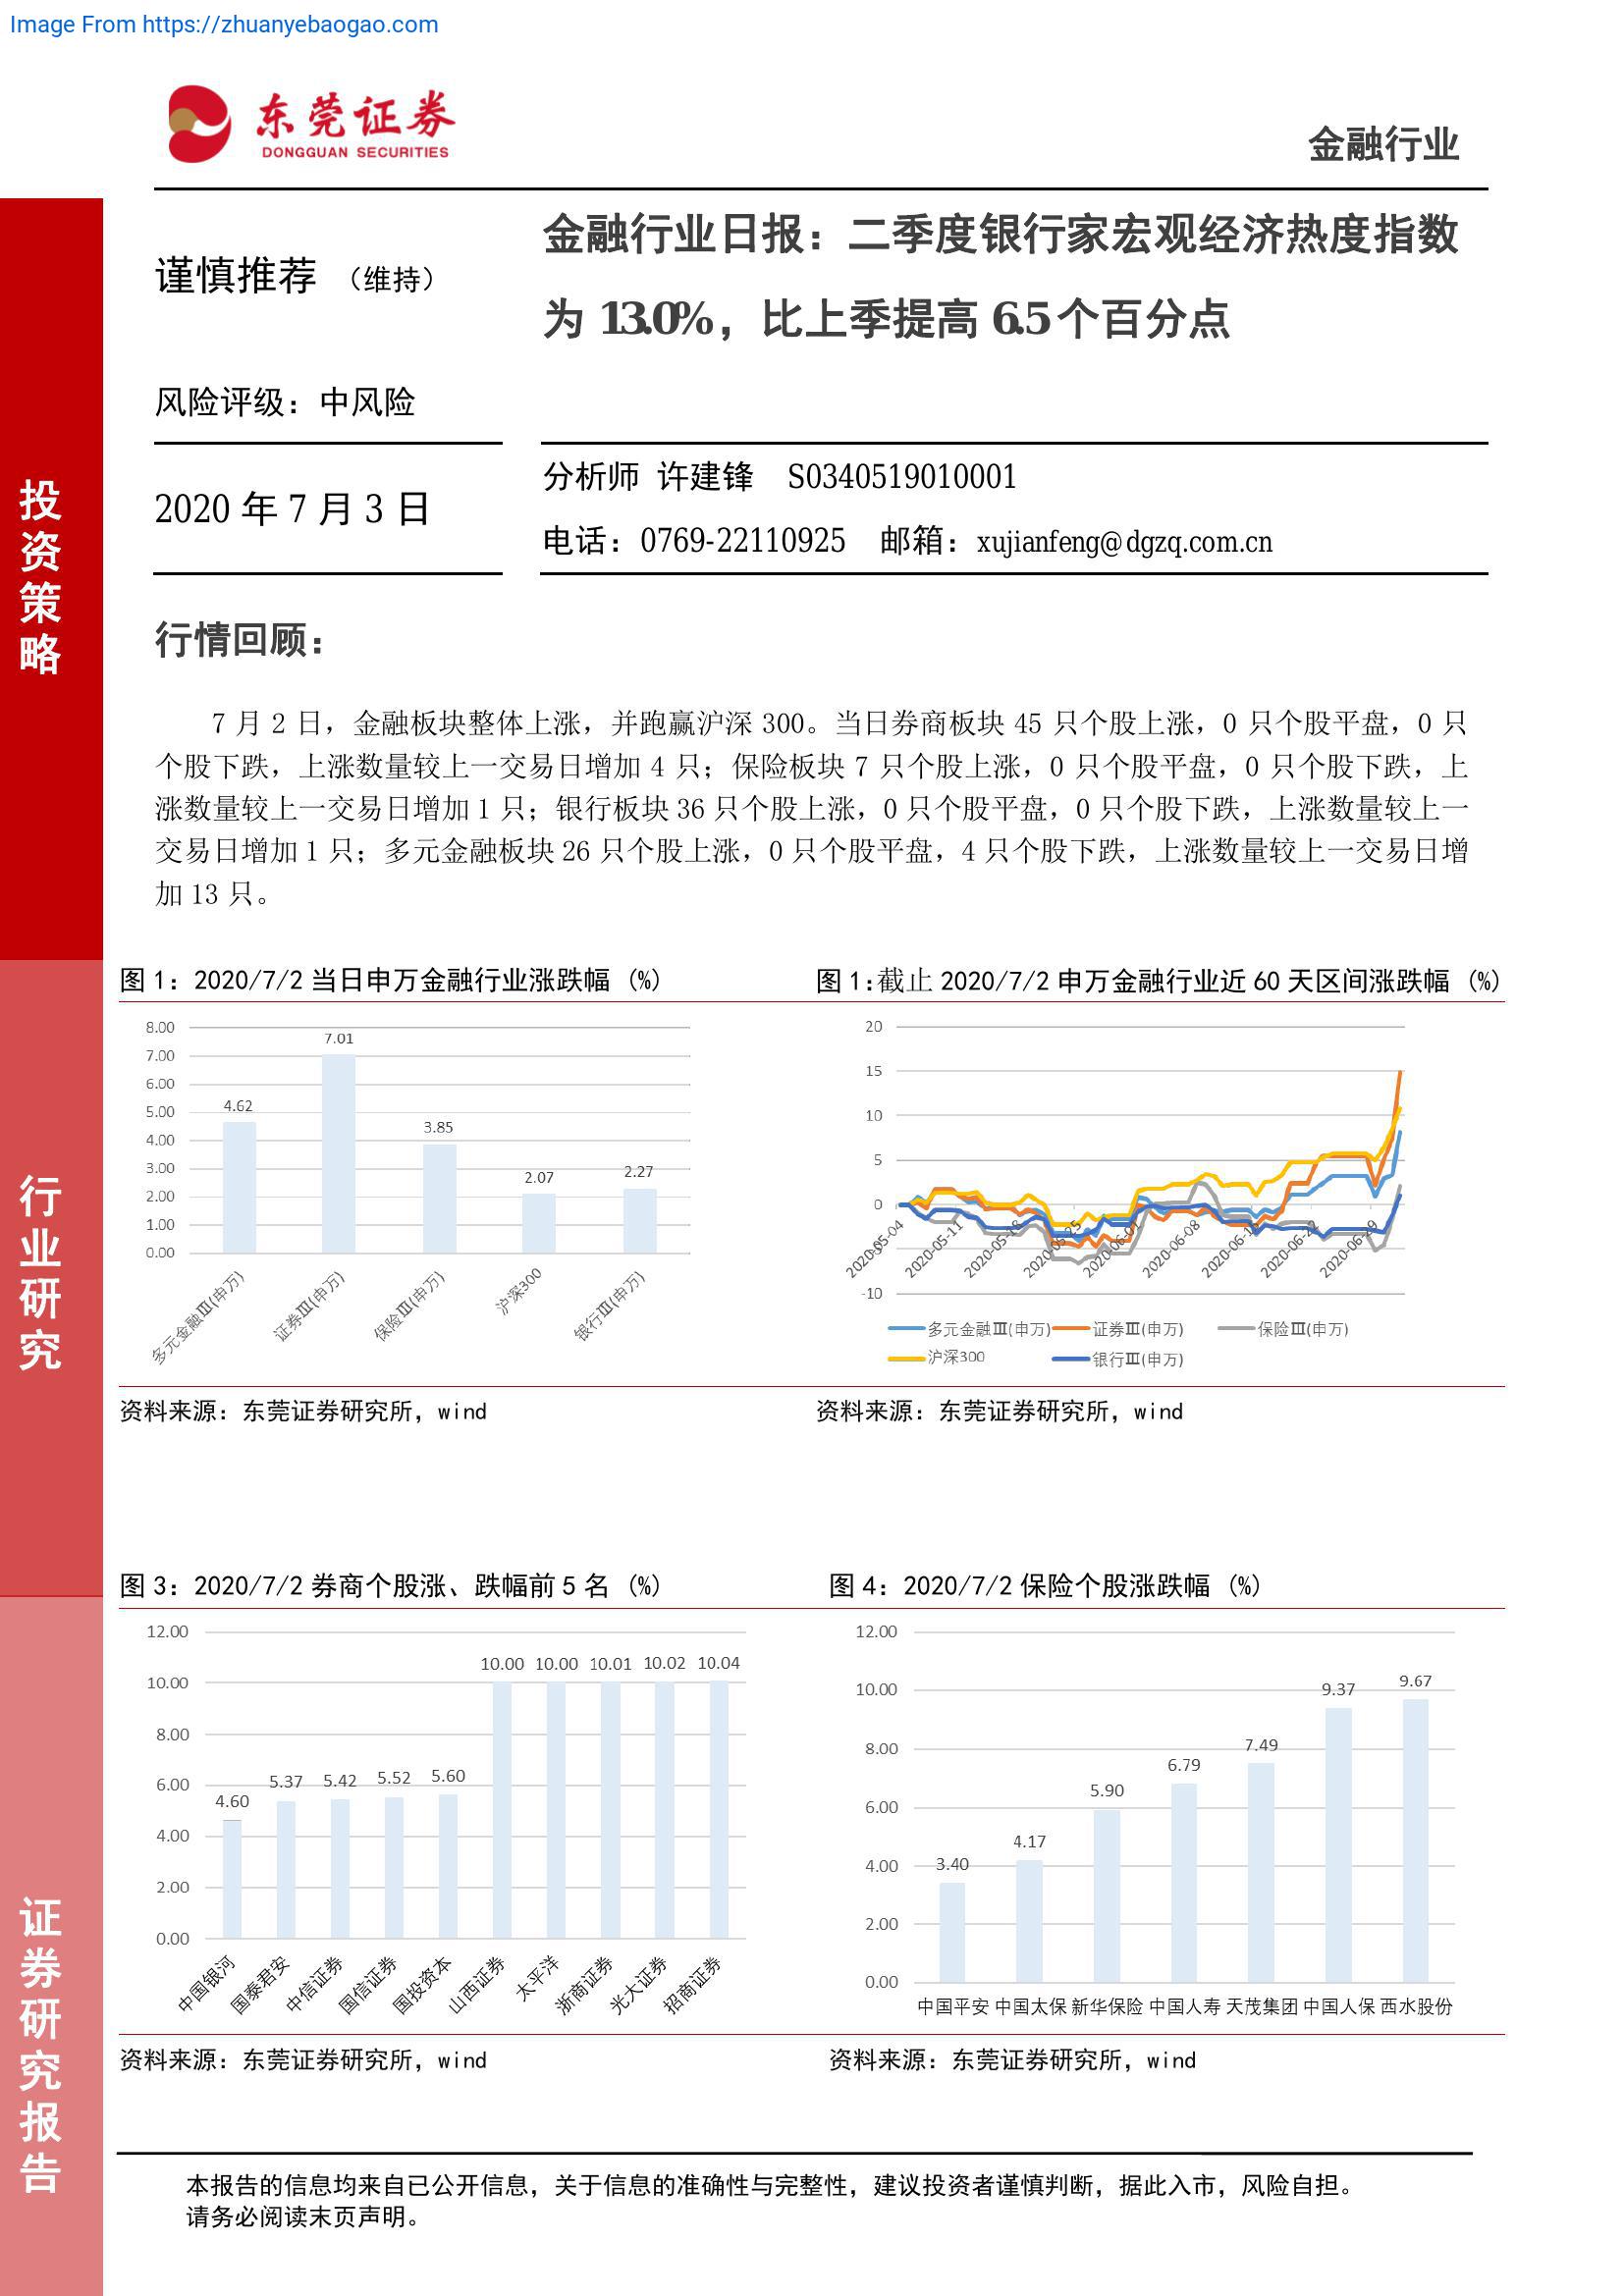 Image From https://zhuanyebaogao.com
东莞证券
DONGGUAN SECURITIES
金融行业
投资策略
行业研究
证券研究报告
谨慎推荐 （维持）
风险评级：中风险
2020 年 7 月 3 日
金融行业日报：二季度银行家宏观经济热度指数
为 13.0%，比上季提高 6.5 个百分点
分析师 许建锋 S0340519010001
电话：0769-22110925 邮箱：xujianfeng@dgzq.com.cn
行情回顾：
7 月 2 日，金融板块整体上涨，并跑赢沪深 300。当日券商板块 45 只个股上涨，0 只个股平盘，0 只
个股下跌，上涨数量较上一交易日增加 4 只；保险板块 7 只个股上涨，0 只个股平盘，0 只个股下跌，上
涨数量较上一交易日增加 1 只；银行板块 36 只个股上涨，0 只个股平盘，0 只个股下跌，上涨数量较上一
交易日增加 1 只；多元金融板块 26 只个股上涨，0 只个股平盘，4 只个股下跌，上涨数量较上一交易日增
加 13 只。
图 1：2020/7/2 当日申万金融行业涨跌幅 (%)
8.00
7.00
6.00
5.00
4.00
3.00
2.00
1.00
0.00
4.62
7.01
3.85
2.07
2.27
多元金融Ⅲ(申万)
证券Ⅲ(申万)
保险Ⅲ(申万)
沪深300
银行Ⅲ(申万)
资料来源：东莞证券研究所，wind
图 1:截止 2020/7/2 申万金融行业近 60 天区间涨跌幅 (%)
20
15
10
5
0
-5
-10
2020-05-04
2020-05-11
2020-05-18
2020-05-25
2020-06-01
2020-06-08
2020-06-15
2020-06-22
2020-06-29
多元金融Ⅲ(申万)
证券Ⅲ(申万)
保险Ⅲ(申万)
沪深300
银行Ⅲ(申万)
资料来源：东莞证券研究所，wind
图 3：2020/7/2 券商个股涨、跌幅前 5 名 (%)
12.00
10.00
8.00
6.00
4.00
2.00
0.00
4.60
5.37
5.42
5.52
5.60
10.00
10.00
10.01
10.02
10.04
中国银河
国泰君安
中信证券
国信证券
国投资本
山西证券
太平洋
浙商证券
光大证券
招商证券
资料来源：东莞证券研究所，wind
图 4：2020/7/2 保险个股涨跌幅 (%)
12.00
10.00
8.00
6.00
4.00
2.00
0.00
3.40
4.17
5.90
6.79
7.49
9.37
9.67
中国平安 中国太保 新华保险 中国人寿 天茂集团 中国人保 西水股份
资料来源：东莞证券研究所，wind
本报告的信息均来自已公开信息，关于信息的准确性与完整性，建议投资者谨慎判断，据此入市，风险自担。
请务必阅读末页声明。